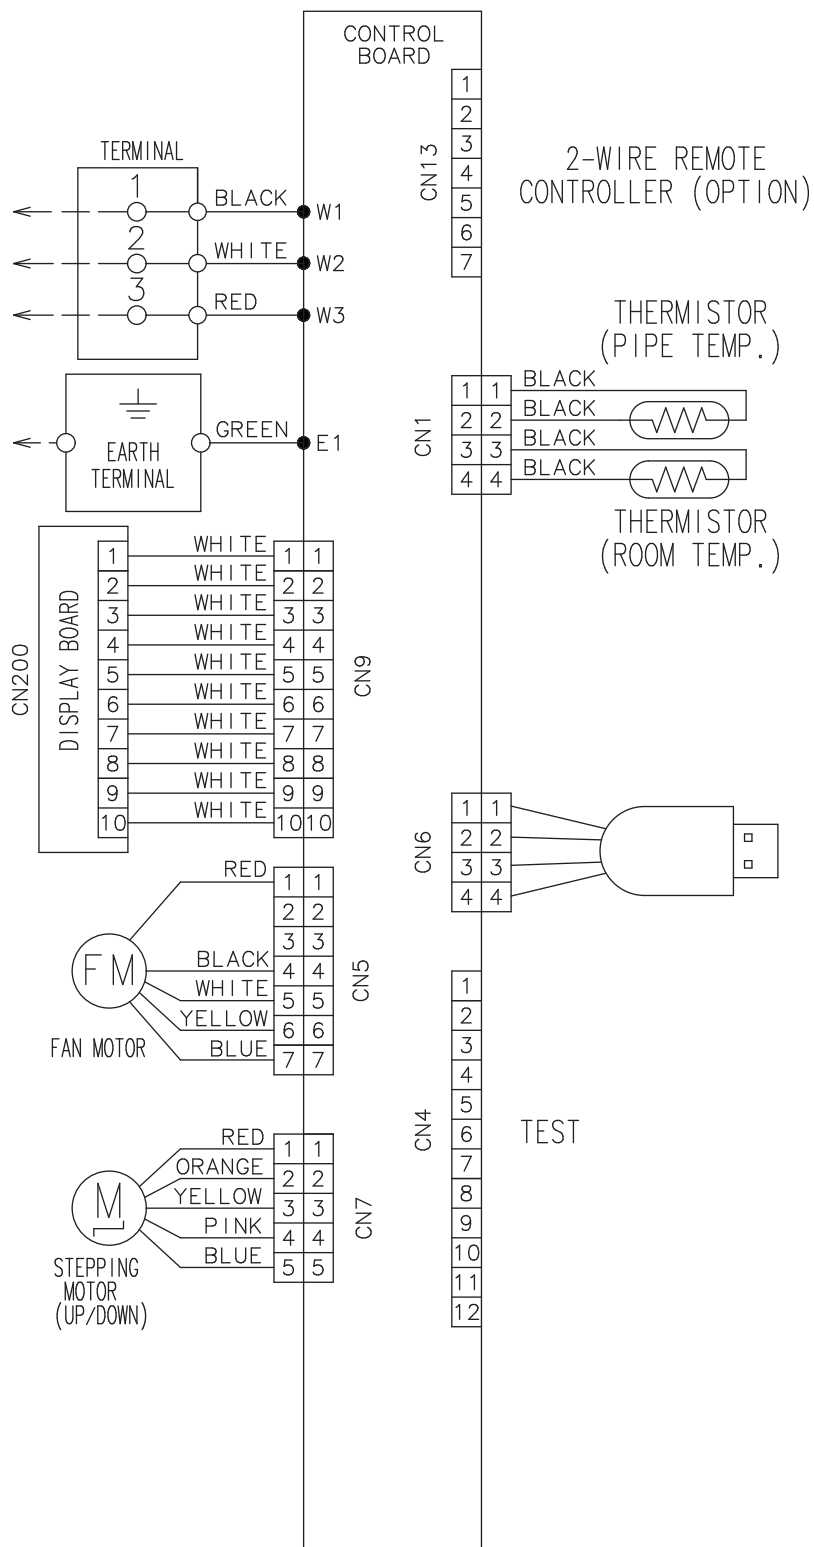 CONTROL
BOARD
CN13
1
2
3
4
5
6
7
2-WIRE REMOTE
CONTROLLER (OPTION)
TERMINAL
1 BLACK W1
2 WHITE W2
3 RED W3
EARTH
TERMINAL
GREEN E1
THERMISTOR
(PIPE TEMP.)
CN1
1 1 BLACK
2 2 BLACK
3 3 BLACK
4 4 BLACK
THERMISTOR
(ROOM TEMP.)
CN200
DISPLAY BOARD
CN9
1 WHITE 1 1
2 WHITE 2 2
3 WHITE 3 3
4 WHITE 4 4
5 WHITE 5 5
6 WHITE 6 6
7 WHITE 7 7
8 WHITE 8 8
9 WHITE 9 9
10 WHITE 10 10
CN6
1 1
2 2
3 3
4 4
FM
FAN MOTOR
CN5
RED 1 1
2 2
3 3
BLACK 4 4
WHITE 5 5
YELLOW 6 6
BLUE 7 7
CN4
1
2
3
4
5
6
7
8
9
10
11
12
TEST
M
STEPPING
MOTOR
(UP/DOWN)
CN7
RED 1 1
ORANGE 2 2
YELLOW 3 3
PINK 4 4
BLUE 5 5